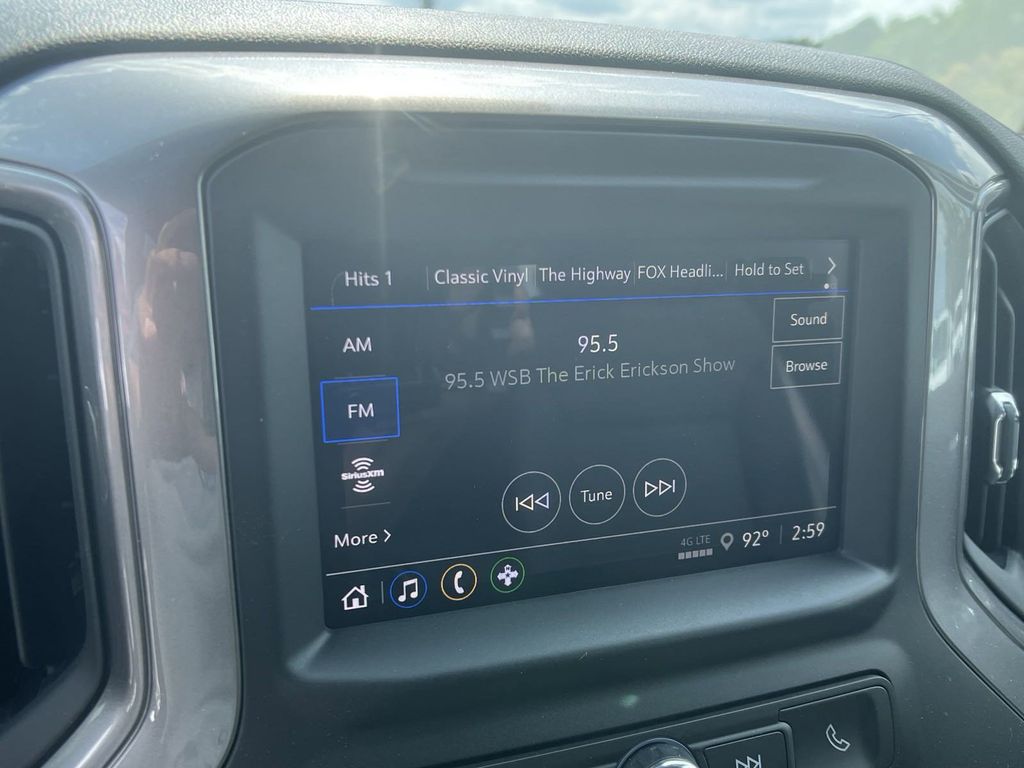 Hits 1
Classic Vinyl
The Highway
FOX Headli...
Hold to Set
AM
95.5
Sound
95.5 WSB The Erick Erickson Show
Browse
FM
SiriusXM
Tune
More
4G LTE
92°
2:59